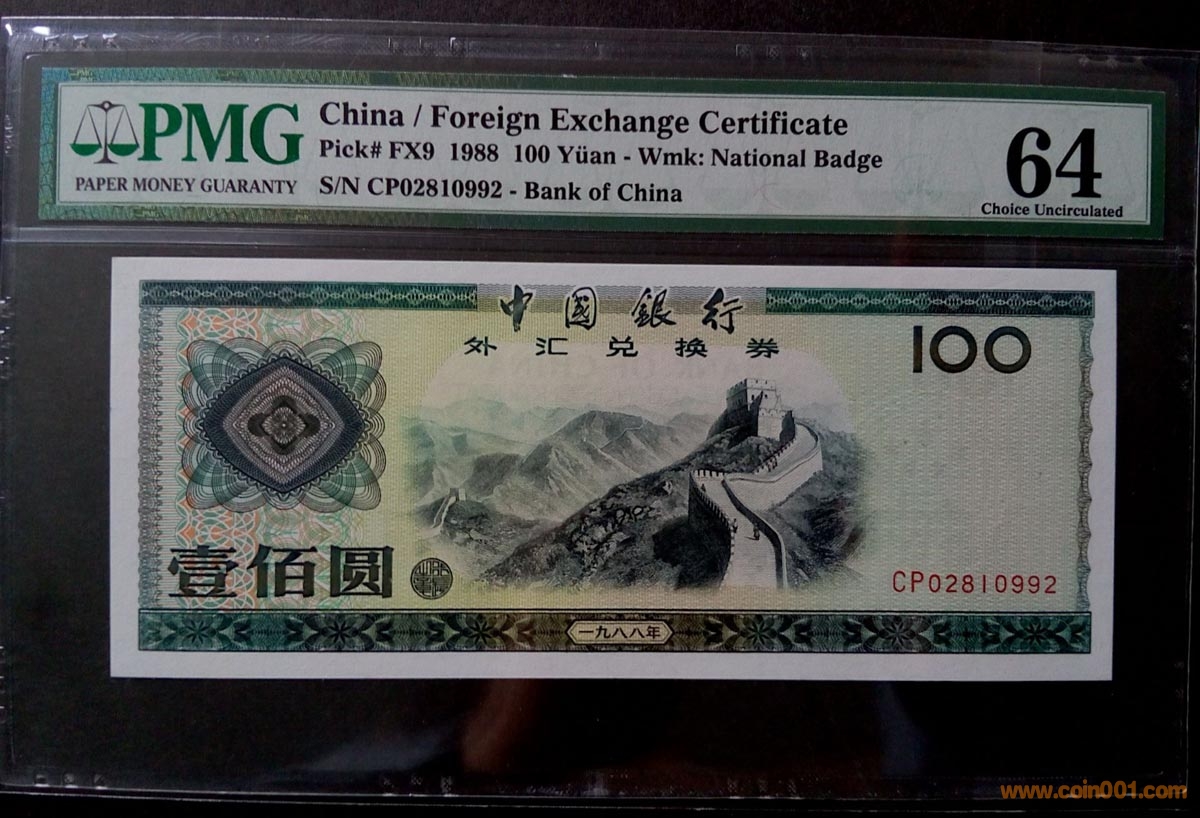 PMG
PAPER MONEY GUARANTY
China / Foreign Exchange Certificate
Pick# FX9 1988 100 Yüan - Wmk: National Badge
S/N CP02810992 - Bank of China
64
Choice Uncirculated
中國銀行
外汇兑换券
100
壹佰圆
CP02810992
一九八八年
www.coin001.com